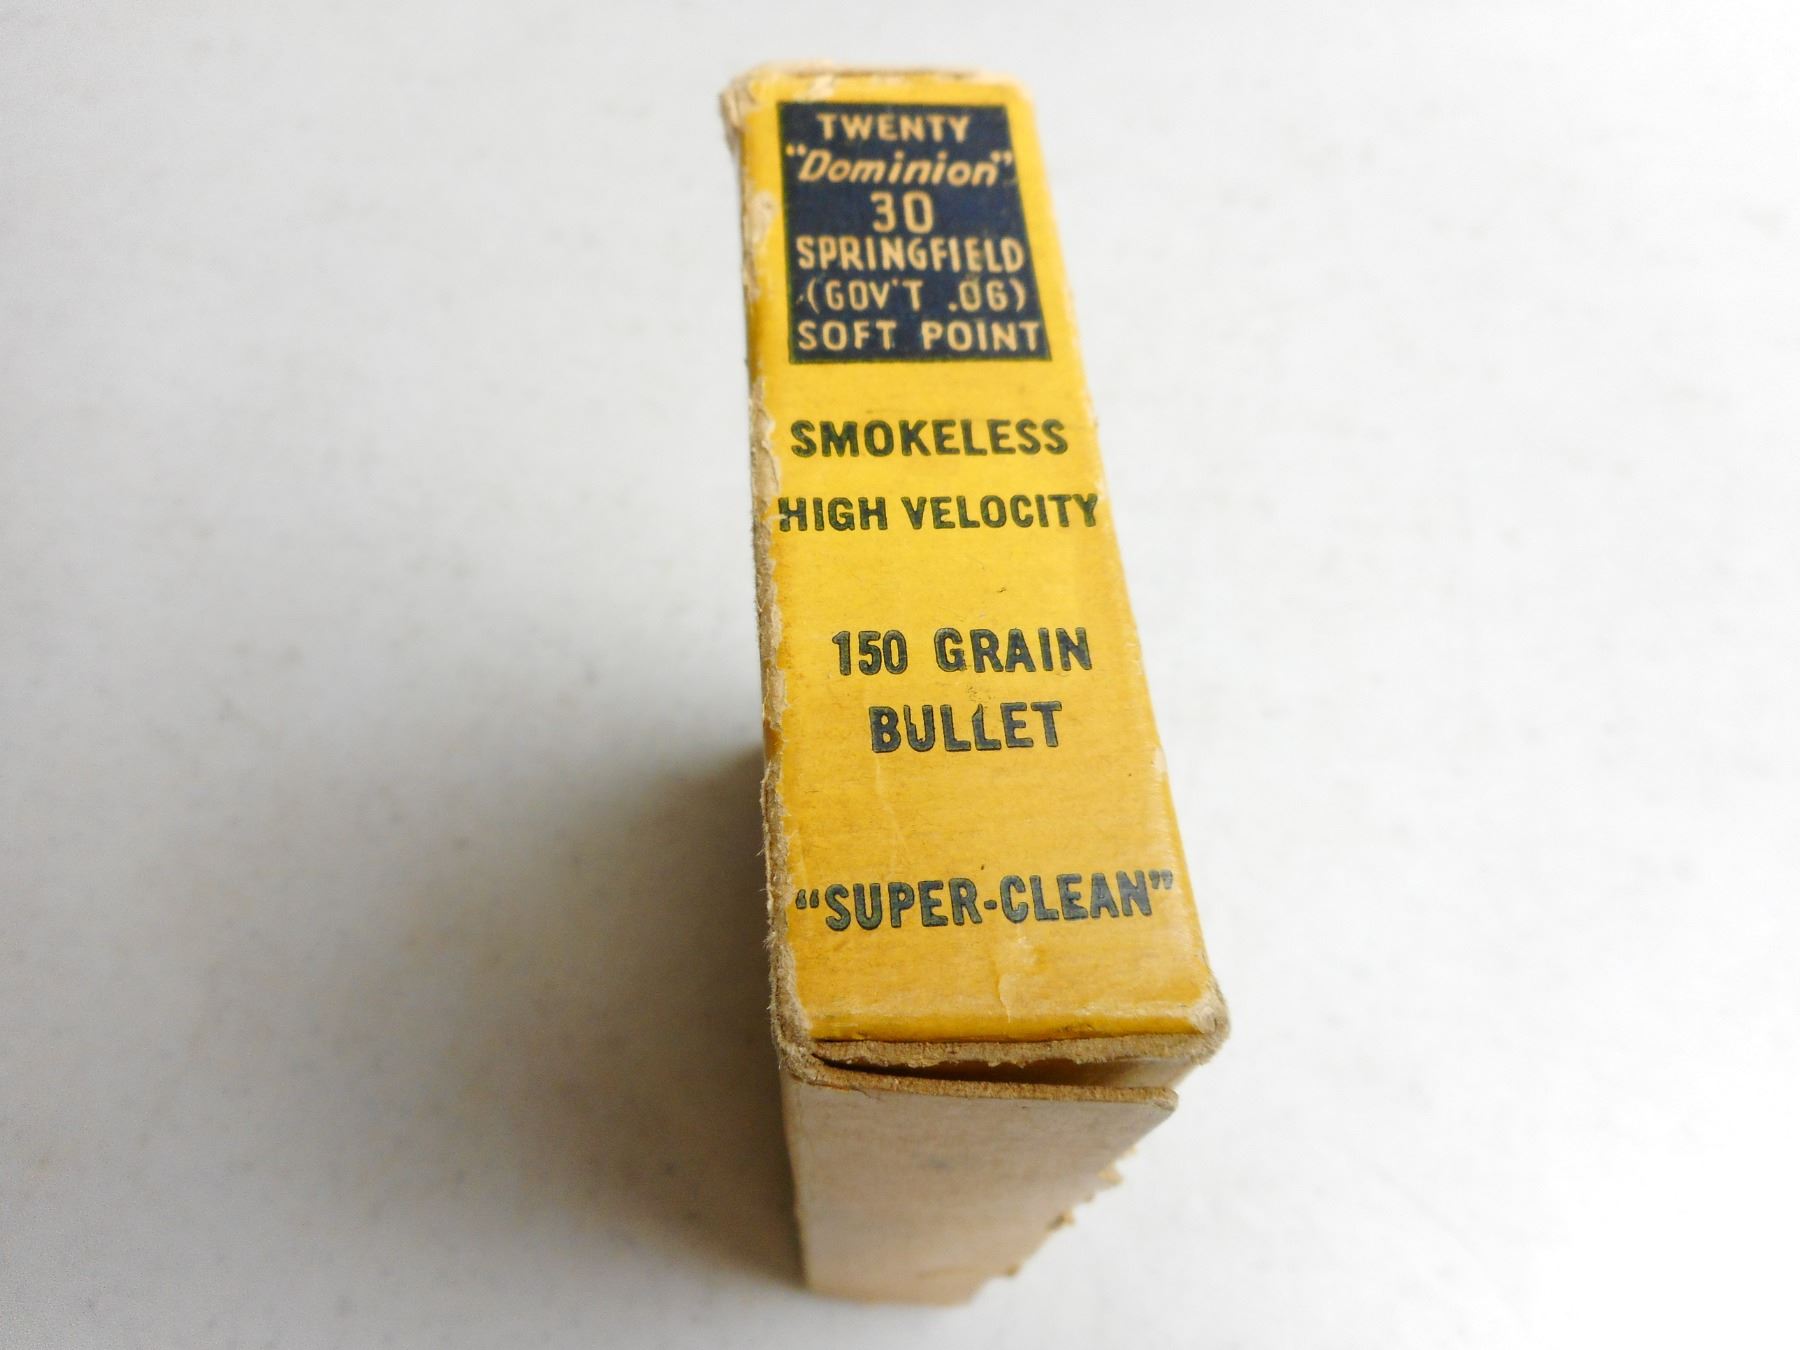 TWENTY
"Dominion"
30
SPRINGFIELD
(GOV'T .06)
SOFT POINT
SMOKELESS
HIGH VELOCITY
150 GRAIN
BULLET
"SUPER-CLEAN"